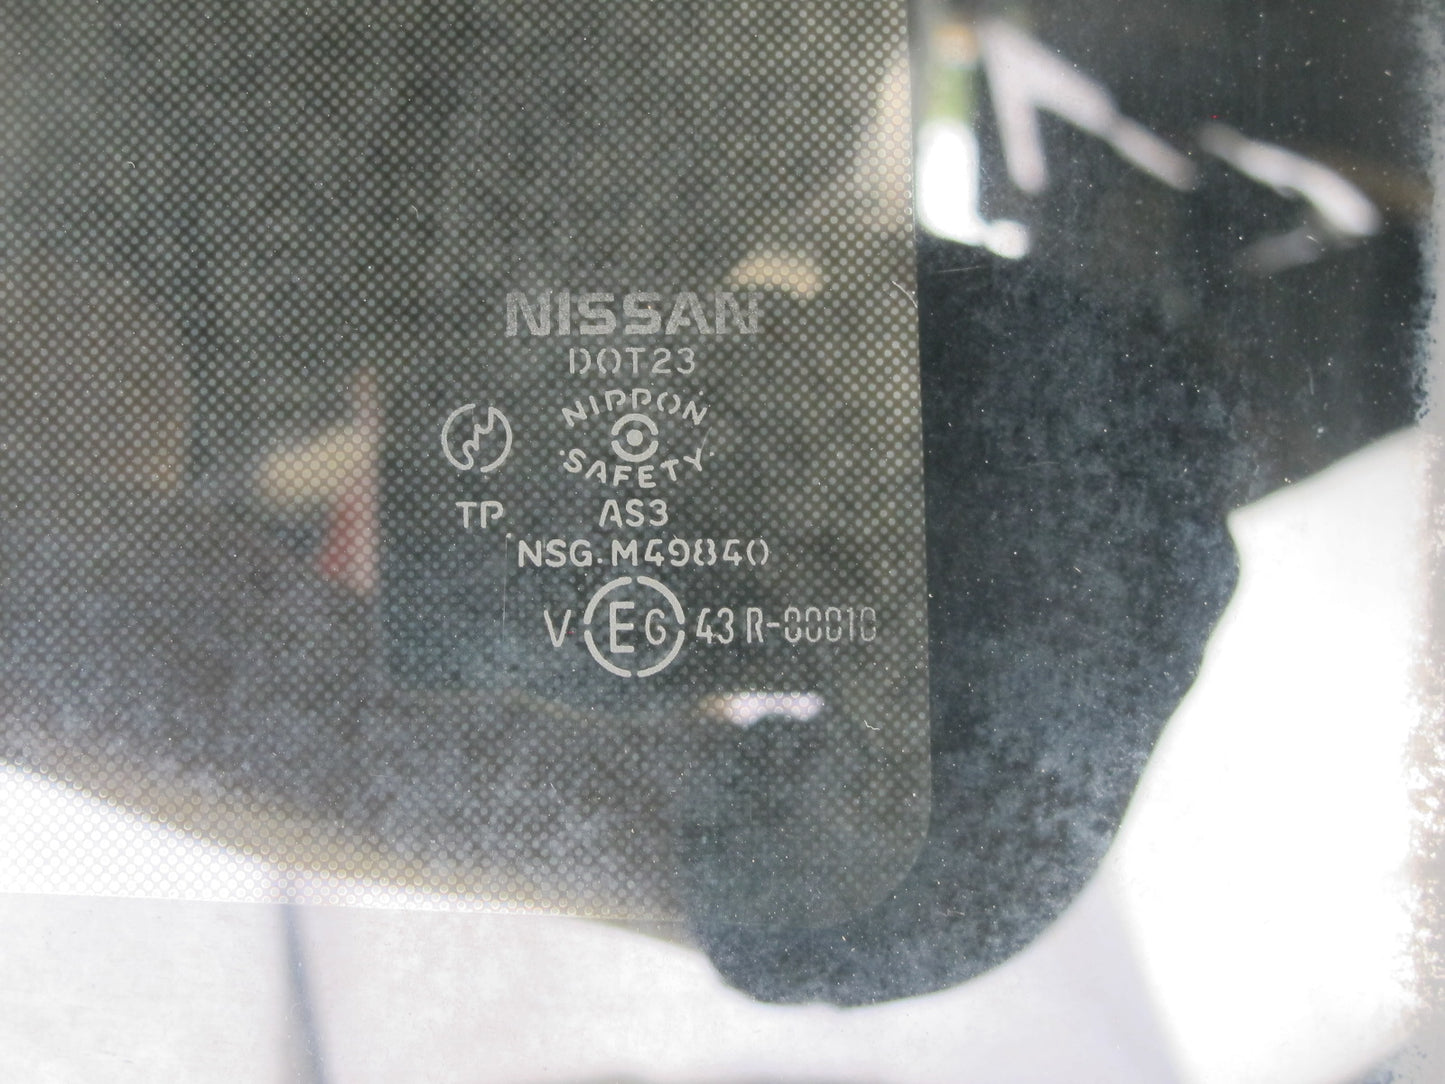 NISSAN
DOT23
NIPPON
SAFETY
TP AS3
NSG. M49840
V E6 43R-00010